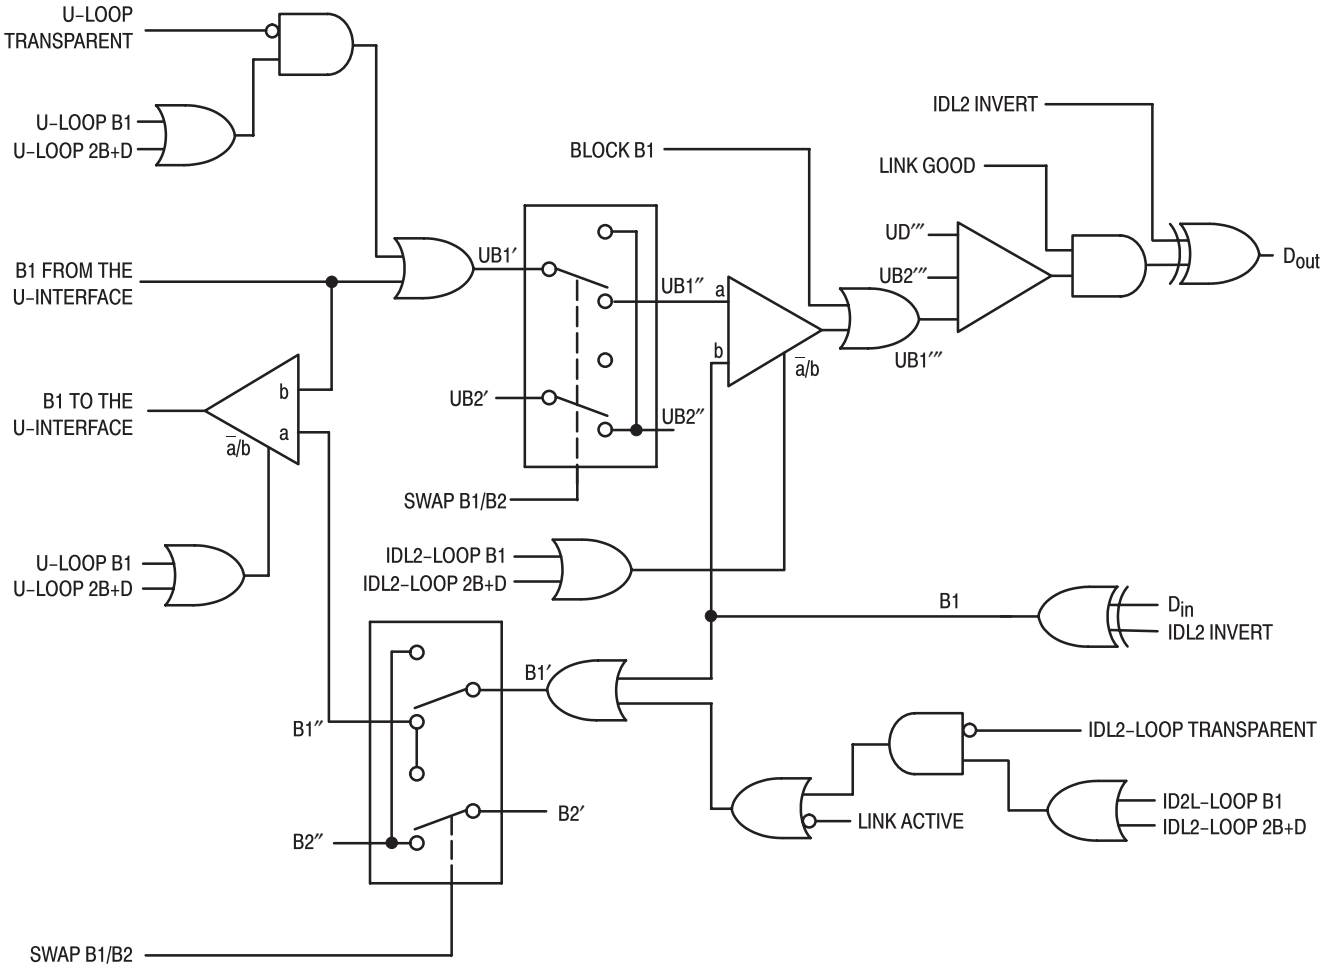 U–LOOP
TRANSPARENT
U–LOOP B1
U–LOOP 2B+D
IDL2 INVERT
BLOCK B1
LINK GOOD
UD′′′
UB2′′′
D_out
B1 FROM THE
U–INTERFACE
UB1′
UB1′′
a
b
a̅/b
UB1′′′
b
a
a̅/b
B1 TO THE
U–INTERFACE
UB2′
UB2′′
SWAP B1/B2
U–LOOP B1
U–LOOP 2B+D
IDL2–LOOP B1
IDL2–LOOP 2B+D
B1
D_in
IDL2 INVERT
B1′
B1′′
B2′
B2′′
IDL2–LOOP TRANSPARENT
LINK ACTIVE
ID2L–LOOP B1
IDL2–LOOP 2B+D
SWAP B1/B2